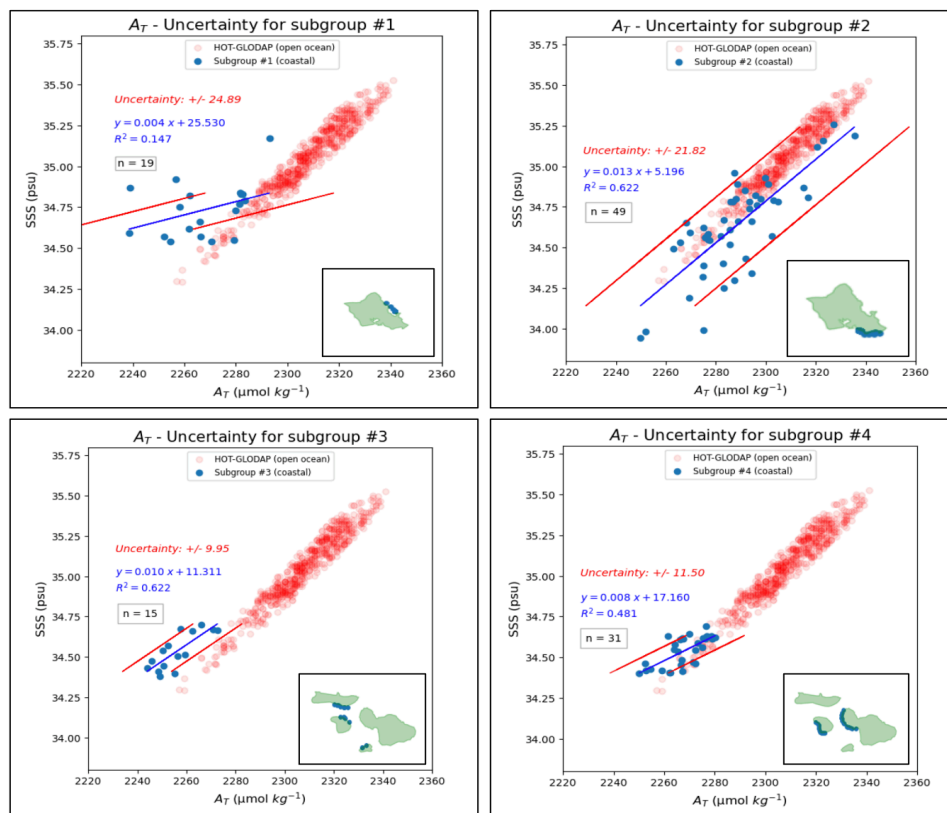 A_T - Uncertainty for subgroup #1
HOT-GLODAP (open ocean)
Subgroup #1 (coastal)
Uncertainty: +/- 24.89
y = 0.004 x + 25.530
R² = 0.147
n = 19
SSS (psu)
35.75
35.50
35.25
35.00
34.75
34.50
34.25
34.00
2220 2240 2260 2280 2300 2320 2340 2360
A_T (μmol kg⁻¹)
A_T - Uncertainty for subgroup #2
HOT-GLODAP (open ocean)
Subgroup #2 (coastal)
Uncertainty: +/- 21.82
y = 0.013 x + 5.196
R² = 0.622
n = 49
SSS (psu)
35.75
35.50
35.25
35.00
34.75
34.50
34.25
34.00
2220 2240 2260 2280 2300 2320 2340 2360
A_T (μmol kg⁻¹)
A_T - Uncertainty for subgroup #3
HOT-GLODAP (open ocean)
Subgroup #3 (coastal)
Uncertainty: +/- 9.95
y = 0.010 x + 11.311
R² = 0.622
n = 15
SSS (psu)
35.75
35.50
35.25
35.00
34.75
34.50
34.25
34.00
2220 2240 2260 2280 2300 2320 2340 2360
A_T (μmol kg⁻¹)
A_T - Uncertainty for subgroup #4
HOT-GLODAP (open ocean)
Subgroup #4 (coastal)
Uncertainty: +/- 11.50
y = 0.008 x + 17.160
R² = 0.481
n = 31
SSS (psu)
35.75
35.50
35.25
35.00
34.75
34.50
34.25
34.00
2220 2240 2260 2280 2300 2320 2340 2360
A_T (μmol kg⁻¹)